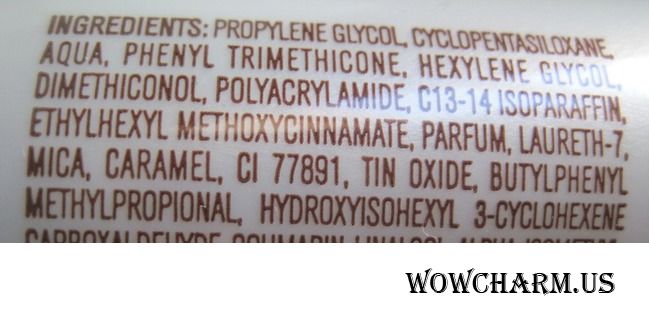 INGREDIENTS: PROPYLENE GLYCOL, CYCLOPENTASILOXANE,
AQUA, PHENYL TRIMETHICONE, HEXYLENE GLYCOL,
DIMETHICONOL, POLYACRYLAMIDE, C13-14 ISOPARAFFIN,
ETHYLHEXYL METHOXYCINNAMATE, PARFUM, LAURETH-7,
MICA, CARAMEL, CI 77891, TIN OXIDE, BUTYLPHENYL
METHYLPROPIONAL, HYDROXYISOHEXYL 3-CYCLOHEXENE
WOWCHARM.US